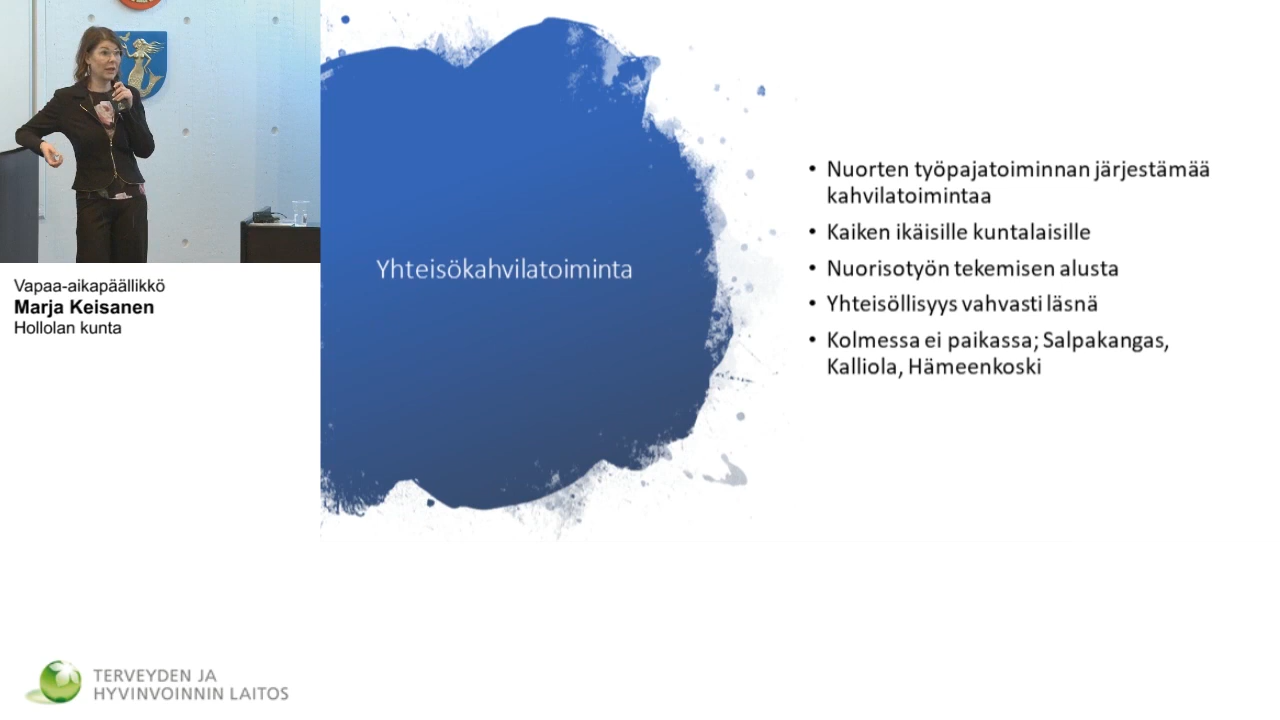 Vapaa-aikapäällikkö
Marja Keisanen
Hollolan kunta
Yhteisökahvilatoiminta
• Nuorten työpajatoiminnan järjestämää
kahvilatoimintaa
• Kaiken ikäisille kuntalaisille
• Nuorisotyön tekemisen alusta
• Yhteisöllisyys vahvasti läsnä
• Kolmessa ei paikassa; Salpakangas,
Kalliola, Hämeenkoski
TERVEYDEN JA
HYVINVOINNIN LAITOS